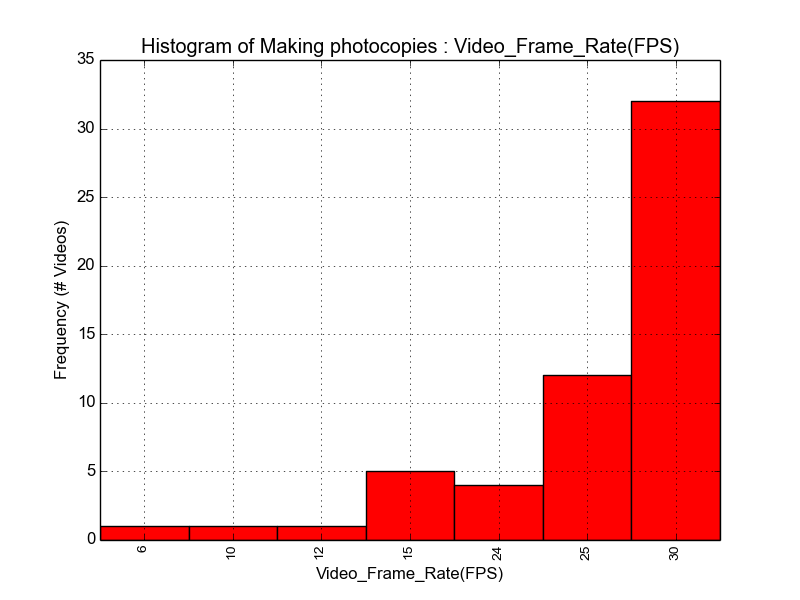 Histogram of Making photocopies : Video_Frame_Rate(FPS)
35
30
25
20
15
10
5
0
Frequency (# Videos)
6 10 12 15 24 25 30
Video_Frame_Rate(FPS)